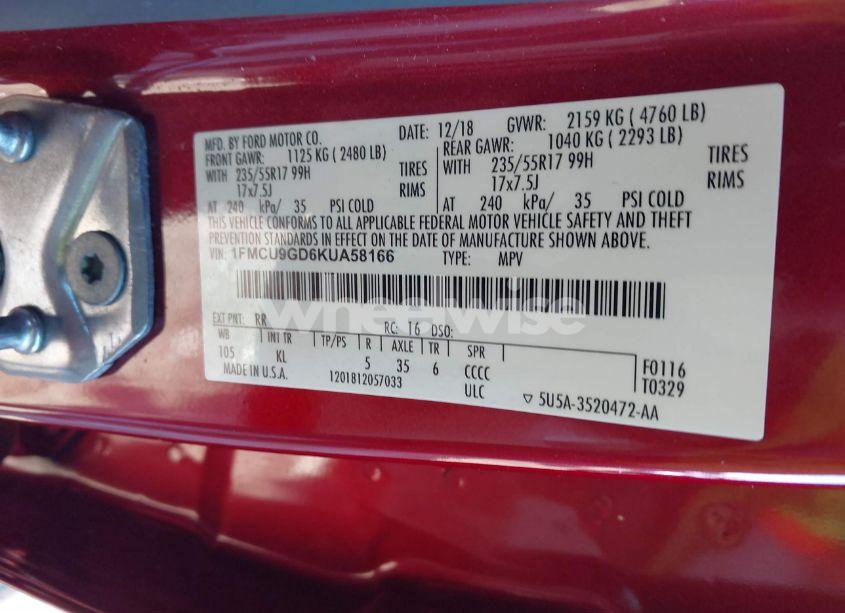 MFD. BY FORD MOTOR CO. DATE: 12/18 GVWR: 2159 KG ( 4760 LB)
FRONT GAWR: 1125 KG ( 2480 LB) REAR GAWR: 1040 KG ( 2293 LB)
WITH 235/55R17 99H TIRES WITH 235/55R17 99H TIRES
17x7.5J RIMS 17x7.5J RIMS
AT 240 kPa/ 35 PSI COLD AT 240 kPa/ 35 PSI COLD
THIS VEHICLE CONFORMS TO ALL APPLICABLE FEDERAL MOTOR VEHICLE SAFETY AND THEFT
PREVENTION STANDARDS IN EFFECT ON THE DATE OF MANUFACTURE SHOWN ABOVE.
VIN: 1FMCU9GD6KUA58166 TYPE: MPV
wheelwise
EXT PNT: RR RC: 16 DSO:
WB INT TR TP/PS R AXLE TR SPR
105 KL 5 35 6 CCCC F0116
MADE IN U.S.A. 1201812057033 ULC T0329
▽ 5U5A-3520472-AA